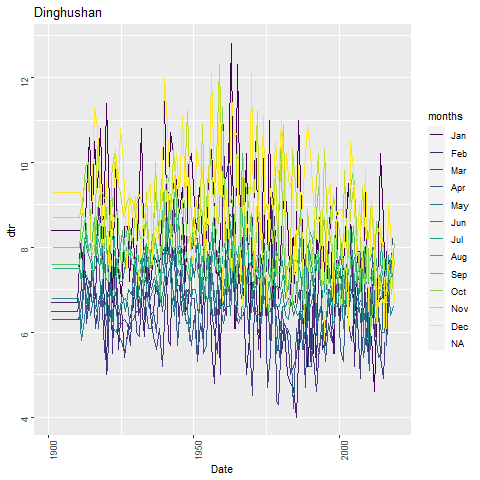 Dinghushan
dtr
12
10
8
6
4
1900
1950
2000
Date
months
Jan
Feb
Mar
Apr
May
Jun
Jul
Aug
Sep
Oct
Nov
Dec
NA